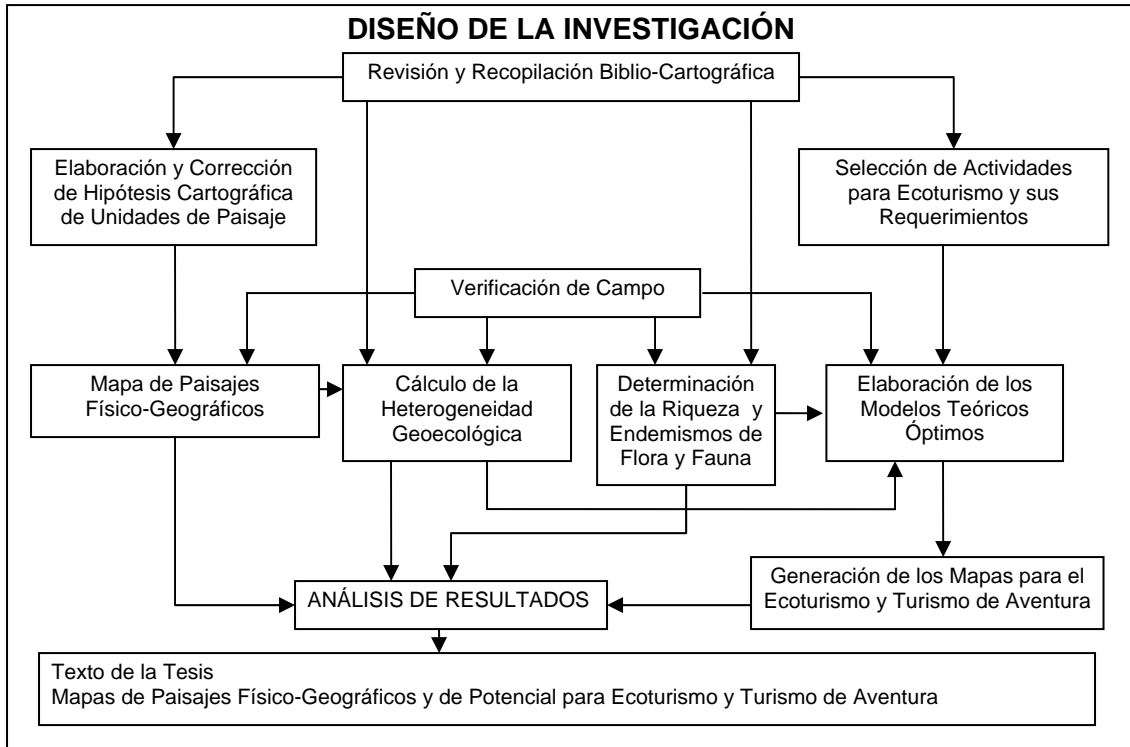 DISEÑO DE LA INVESTIGACIÓN
Revisión y Recopilación Biblio-Cartográfica
Elaboración y Corrección
de Hipótesis Cartográfica
de Unidades de Paisaje
Selección de Actividades
para Ecoturismo y sus
Requerimientos
Verificación de Campo
Mapa de Paisajes
Físico-Geográficos
Cálculo de la
Heterogeneidad
Geoecológica
Determinación
de la Riqueza y
Endemismos de
Flora y Fauna
Elaboración de los
Modelos Teóricos
Óptimos
Generación de los Mapas para el
Ecoturismo y Turismo de Aventura
ANÁLISIS DE RESULTADOS
Texto de la Tesis
Mapas de Paisajes Físico-Geográficos y de Potencial para Ecoturismo y Turismo de Aventura